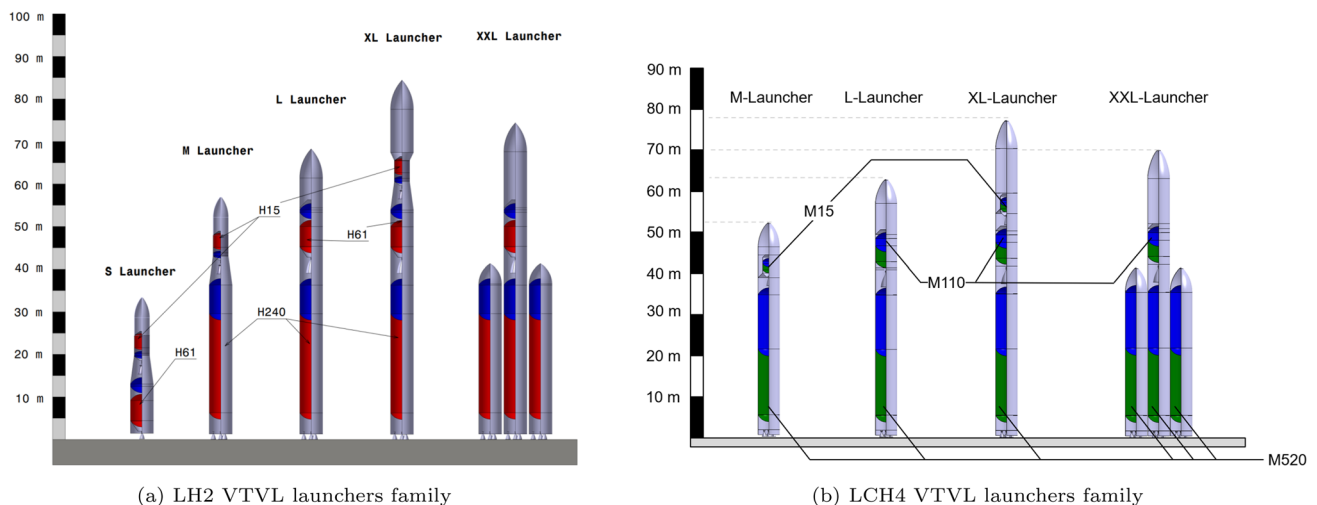 100 m
90 m
80 m
70 m
60 m
50 m
40 m
30 m
20 m
10 m
S Launcher
M Launcher
L Launcher
XL Launcher
XXL Launcher
H15
H61
H240
H61
(a) LH2 VTVL launchers family
90 m
80 m
70 m
60 m
50 m
40 m
30 m
20 m
10 m
M-Launcher
L-Launcher
XL-Launcher
XXL-Launcher
M15
M110
M520
(b) LCH4 VTVL launchers family